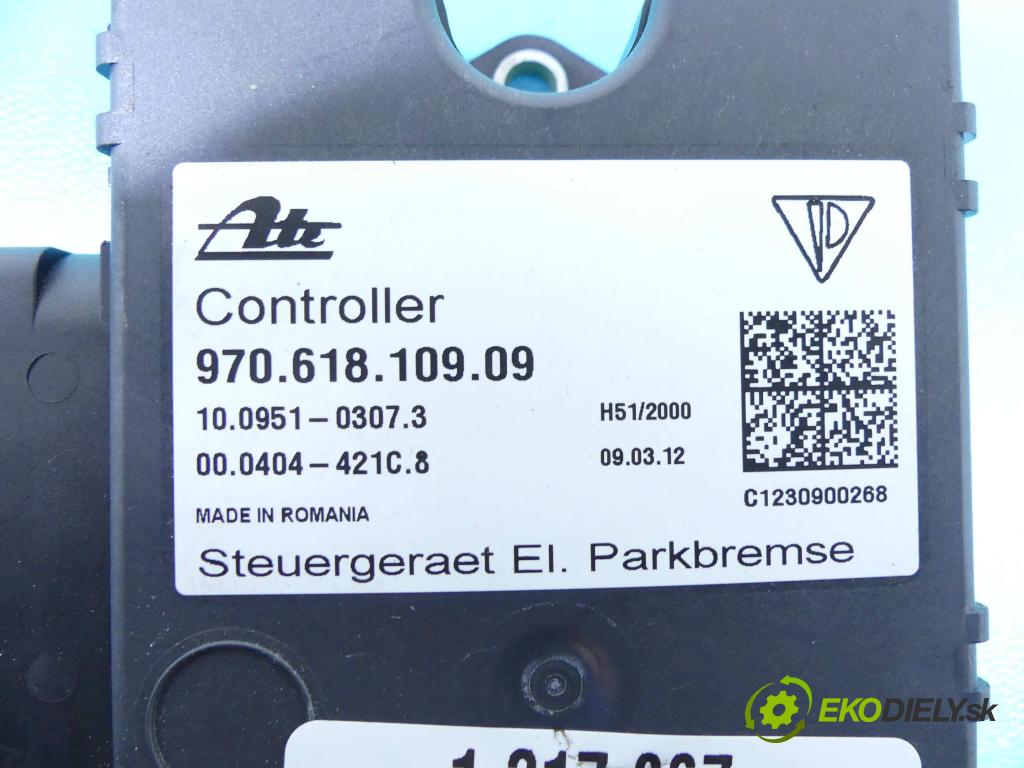 Ate
Controller
970.618.109.09
10.0951-0307.3 H51/2000
00.0404-421C.8 09.03.12
C1230900268
MADE IN ROMANIA
Steuergeraet El. Parkbremse
EKODIELY.sk